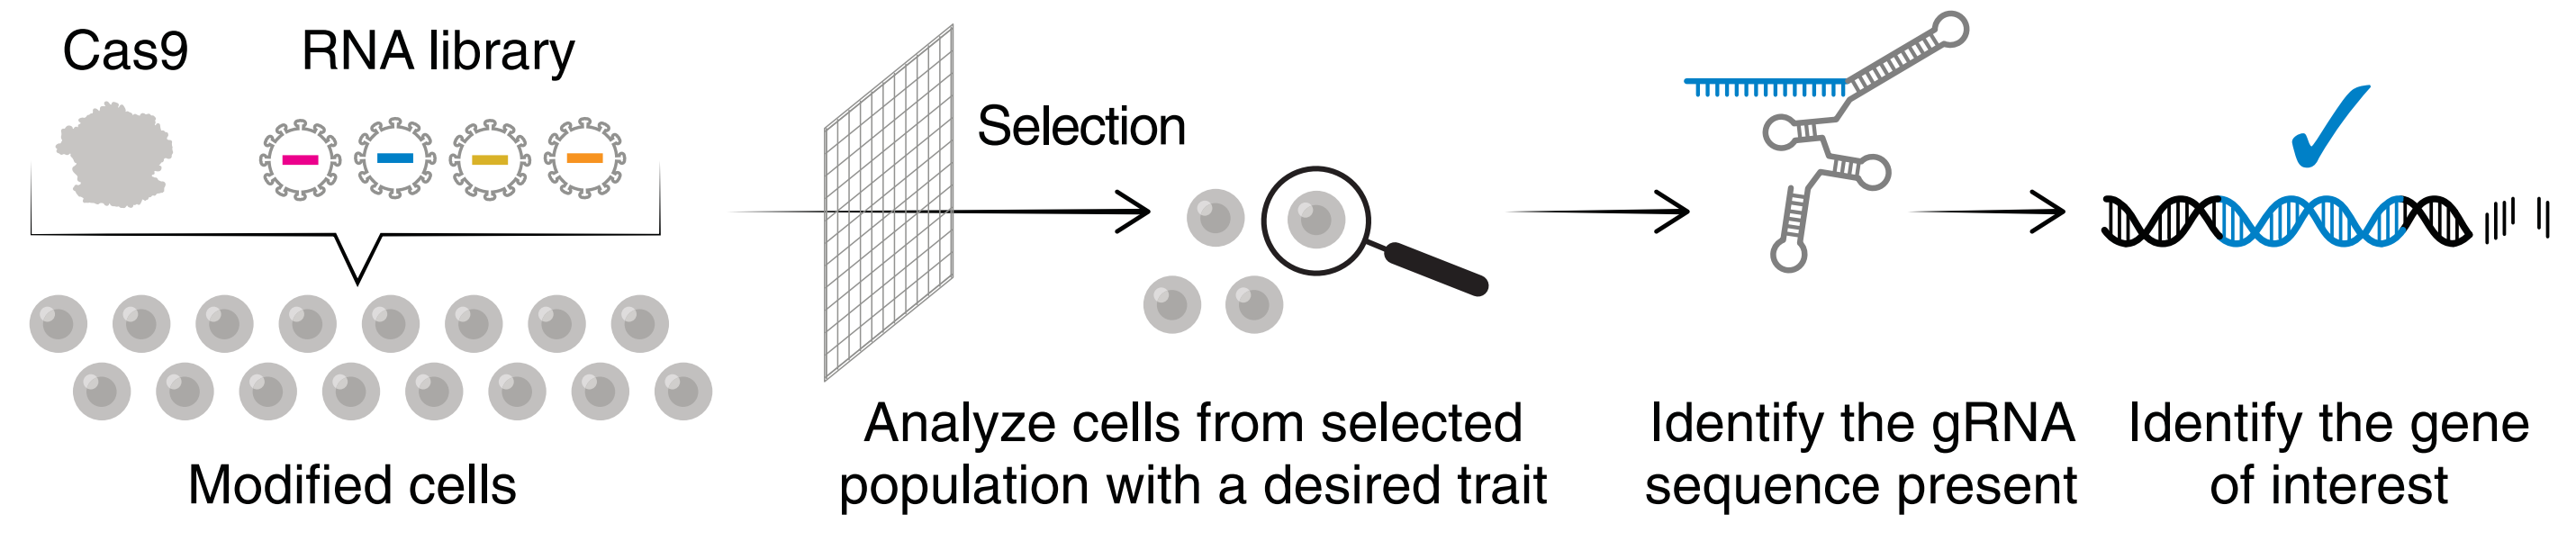 Cas9
RNA library
Modified cells
Selection
Analyze cells from selected
population with a desired trait
Identify the gRNA
sequence present
Identify the gene
of interest